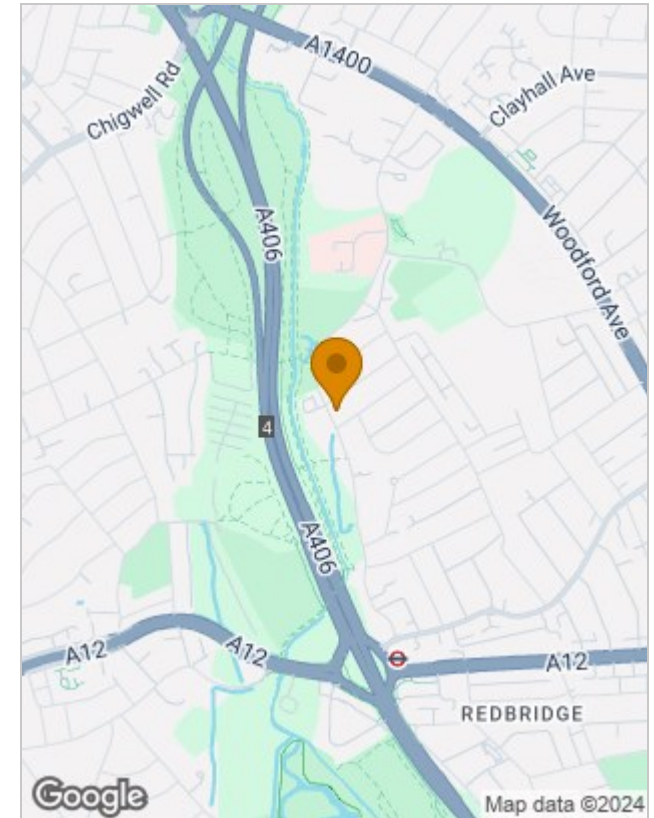 A1400
Clayhall Ave
Chigwell Rd
A406
Woodford Ave
4
A406
A12
A12
A12
REDBRIDGE
Google
Map data ©2024